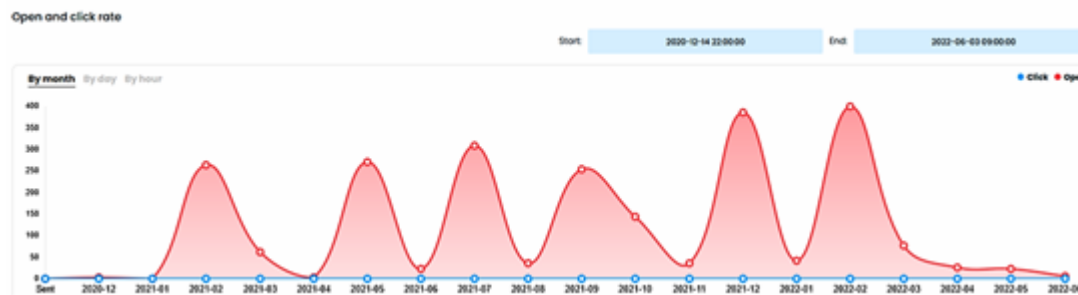 Open and click rate
Start: 2020-12-14 22:00:00 End: 2022-06-03 09:00:00
By month By day By hour
Click Ope
400
350
300
250
200
150
100
50
0
Sent 2020-12 2021-01 2021-02 2021-03 2021-04 2021-05 2021-06 2021-07 2021-08 2021-09 2021-10 2021-11 2021-12 2022-01 2022-02 2022-03 2022-04 2022-05 2022-06